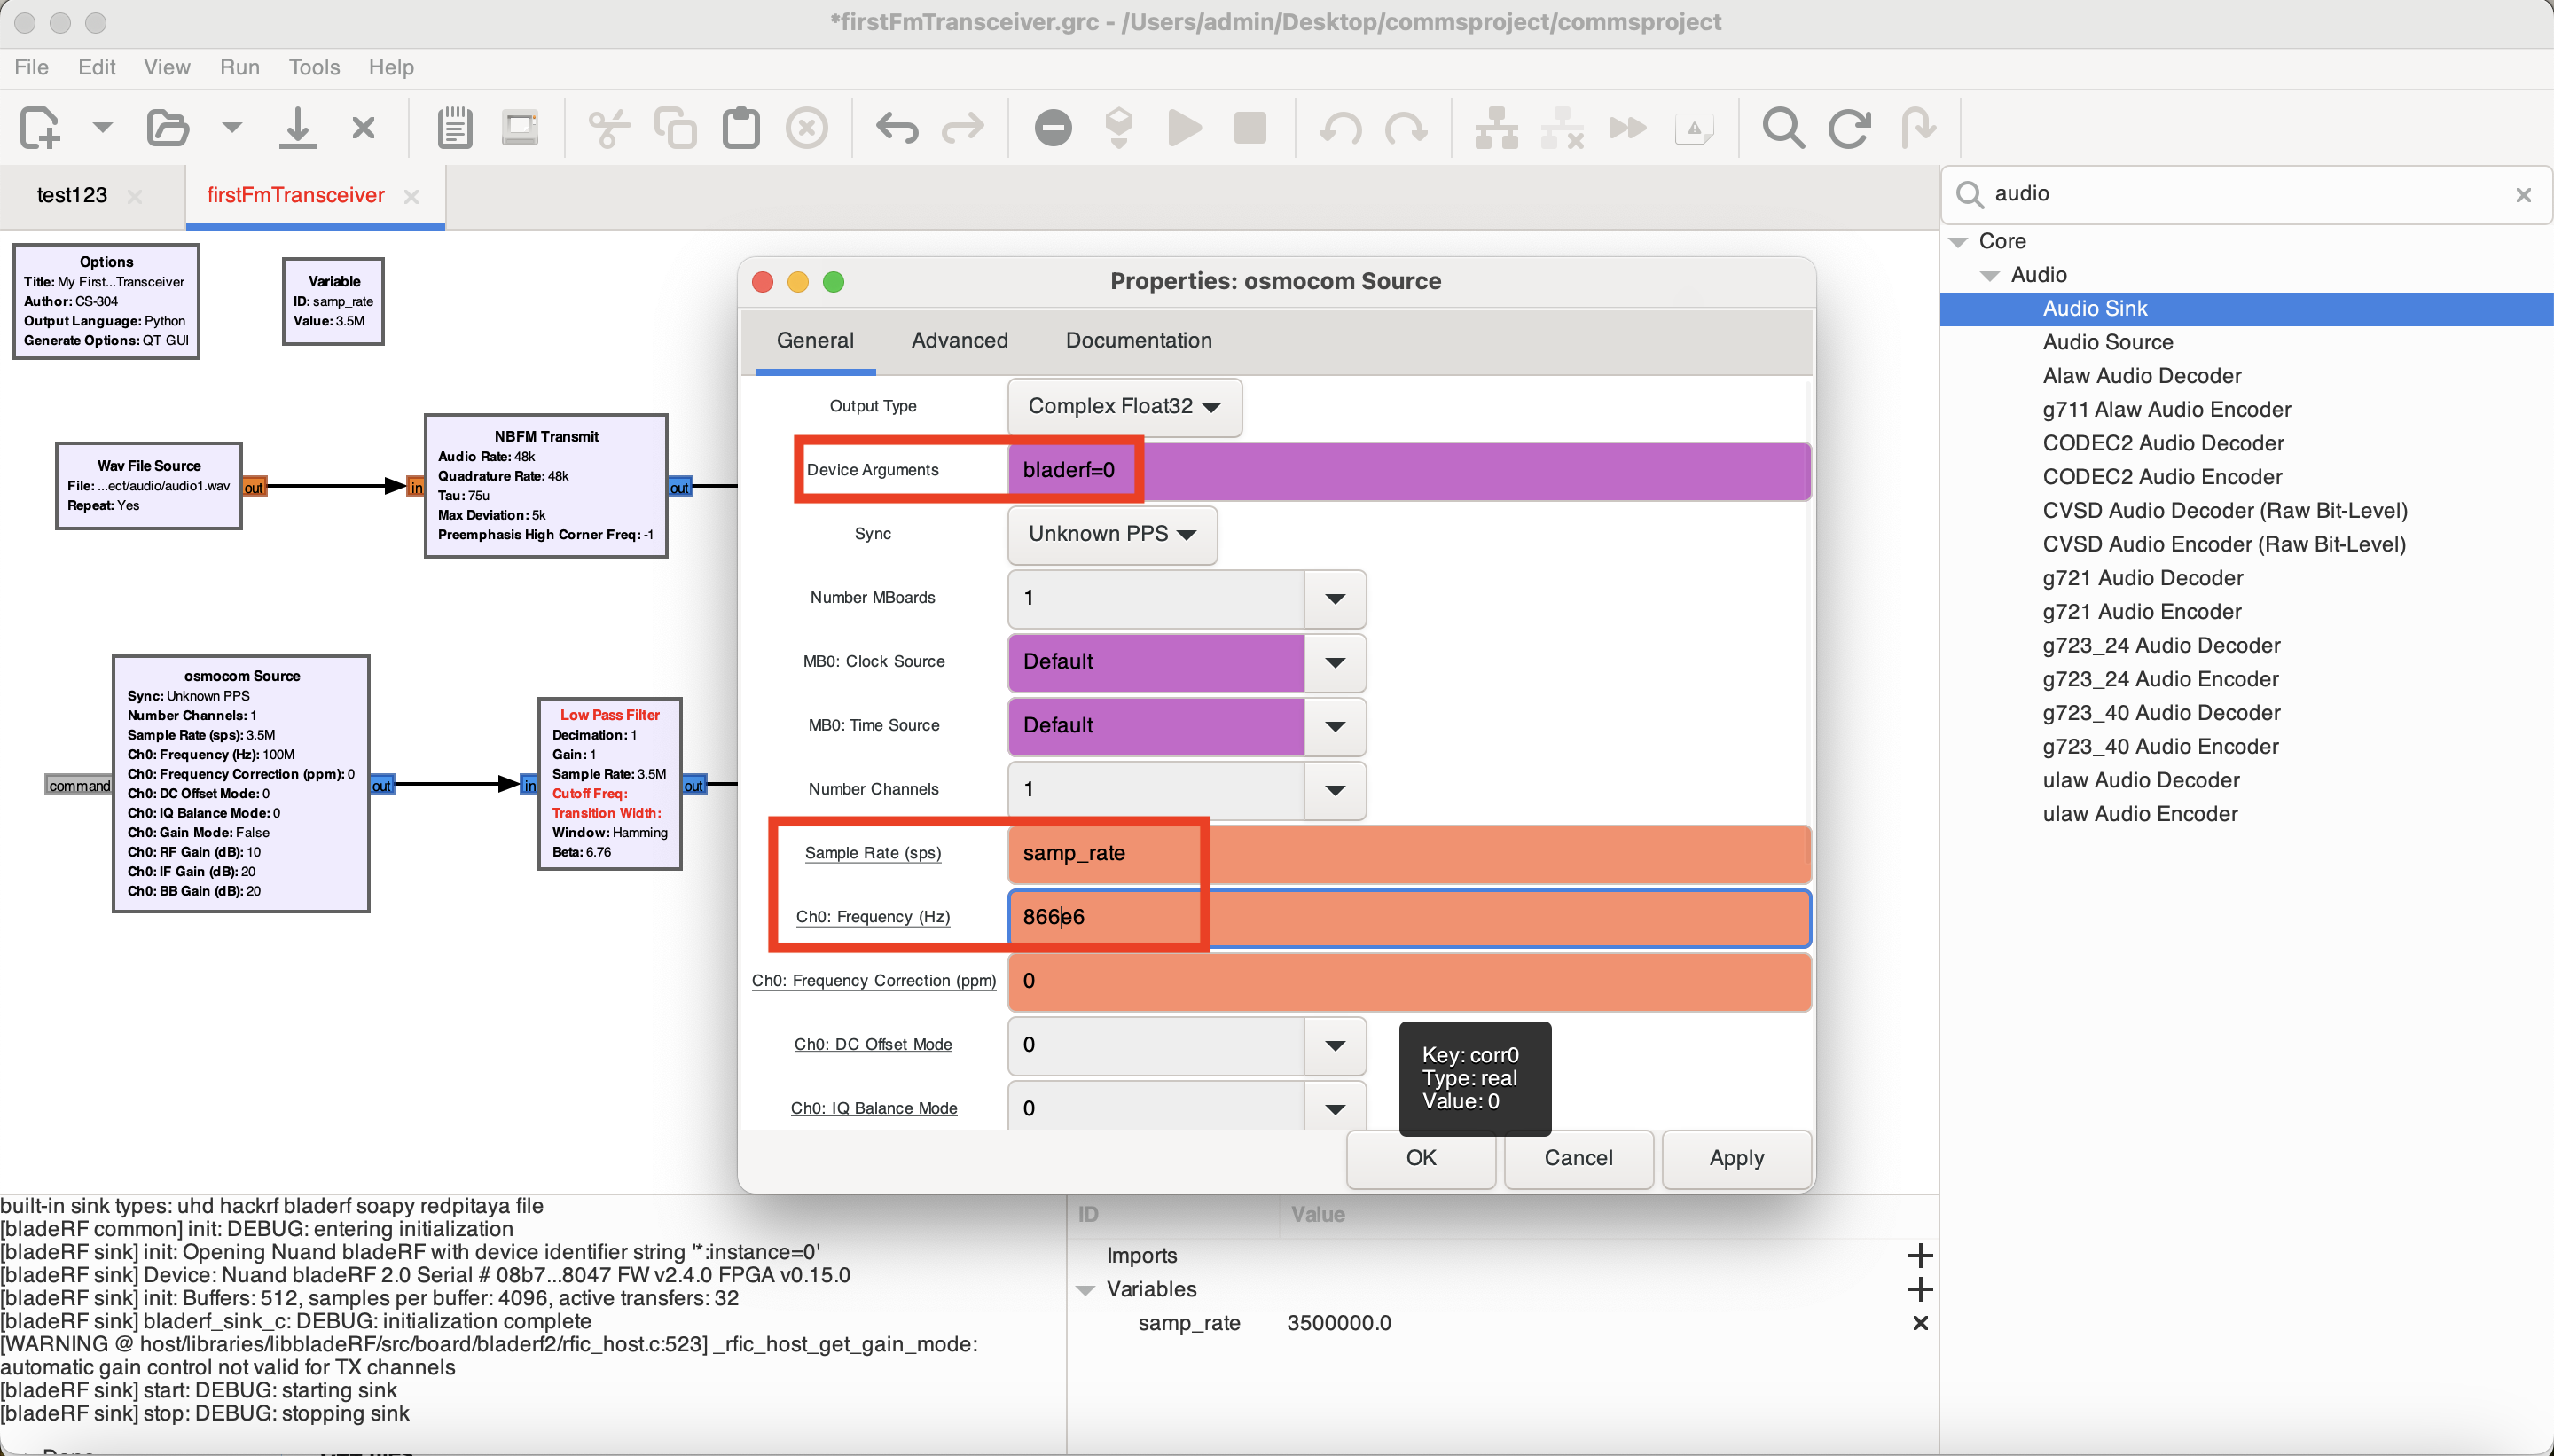 *firstFmTransceiver.grc - /Users/admin/Desktop/commsproject/commsproject
File Edit View Run Tools Help
test123
firstFmTransceiver
audio
Options
Title: My First...Transceiver
Author: CS-304
Output Language: Python
Generate Options: QT GUI
Variable
ID: samp_rate
Value: 3.5M
Wav File Source
File: ...ect/audio/audio1.wav
Repeat: Yes
out
in
NBFM Transmit
Audio Rate: 48k
Quadrature Rate: 48k
Tau: 75u
Max Deviation: 5k
Preemphasis High Corner Freq: -1
out
command
osmocom Source
Sync: Unknown PPS
Number Channels: 1
Sample Rate (sps): 3.5M
Ch0: Frequency (Hz): 100M
Ch0: Frequency Correction (ppm): 0
Ch0: DC Offset Mode: 0
Ch0: IQ Balance Mode: 0
Ch0: Gain Mode: False
Ch0: RF Gain (dB): 10
Ch0: IF Gain (dB): 20
Ch0: BB Gain (dB): 20
out
in
Low Pass Filter
Decimation: 1
Gain: 1
Sample Rate: 3.5M
Cutoff Freq:
Transition Width:
Window: Hamming
Beta: 6.76
out
Properties: osmocom Source
General Advanced Documentation
Output Type Complex Float32
Device Arguments bladerf=0
Sync Unknown PPS
Number MBoards 1
MB0: Clock Source Default
MB0: Time Source Default
Number Channels 1
Sample Rate (sps) samp_rate
Ch0: Frequency (Hz) 866e6
Ch0: Frequency Correction (ppm) 0
Ch0: DC Offset Mode 0
Ch0: IQ Balance Mode 0
Key: corr0
Type: real
Value: 0
OK Cancel Apply
Core
Audio
Audio Sink
Audio Source
Alaw Audio Decoder
g711 Alaw Audio Encoder
CODEC2 Audio Decoder
CODEC2 Audio Encoder
CVSD Audio Decoder (Raw Bit-Level)
CVSD Audio Encoder (Raw Bit-Level)
g721 Audio Decoder
g721 Audio Encoder
g723_24 Audio Decoder
g723_24 Audio Encoder
g723_40 Audio Decoder
g723_40 Audio Encoder
ulaw Audio Decoder
ulaw Audio Encoder
built-in sink types: uhd hackrf bladerf soapy redpitaya file
[bladeRF common] init: DEBUG: entering initialization
[bladeRF sink] init: Opening Nuand bladeRF with device identifier string '*:instance=0'
[bladeRF sink] Device: Nuand bladeRF 2.0 Serial # 08b7...8047 FW v2.4.0 FPGA v0.15.0
[bladeRF sink] init: Buffers: 512, samples per buffer: 4096, active transfers: 32
[bladeRF sink] bladerf_sink_c: DEBUG: initialization complete
[WARNING @ host/libraries/libbladeRF/src/board/bladerf2/rfic_host.c:523] _rfic_host_get_gain_mode:
automatic gain control not valid for TX channels
[bladeRF sink] start: DEBUG: starting sink
[bladeRF sink] stop: DEBUG: stopping sink
ID Value
Imports
Variables
samp_rate 3500000.0